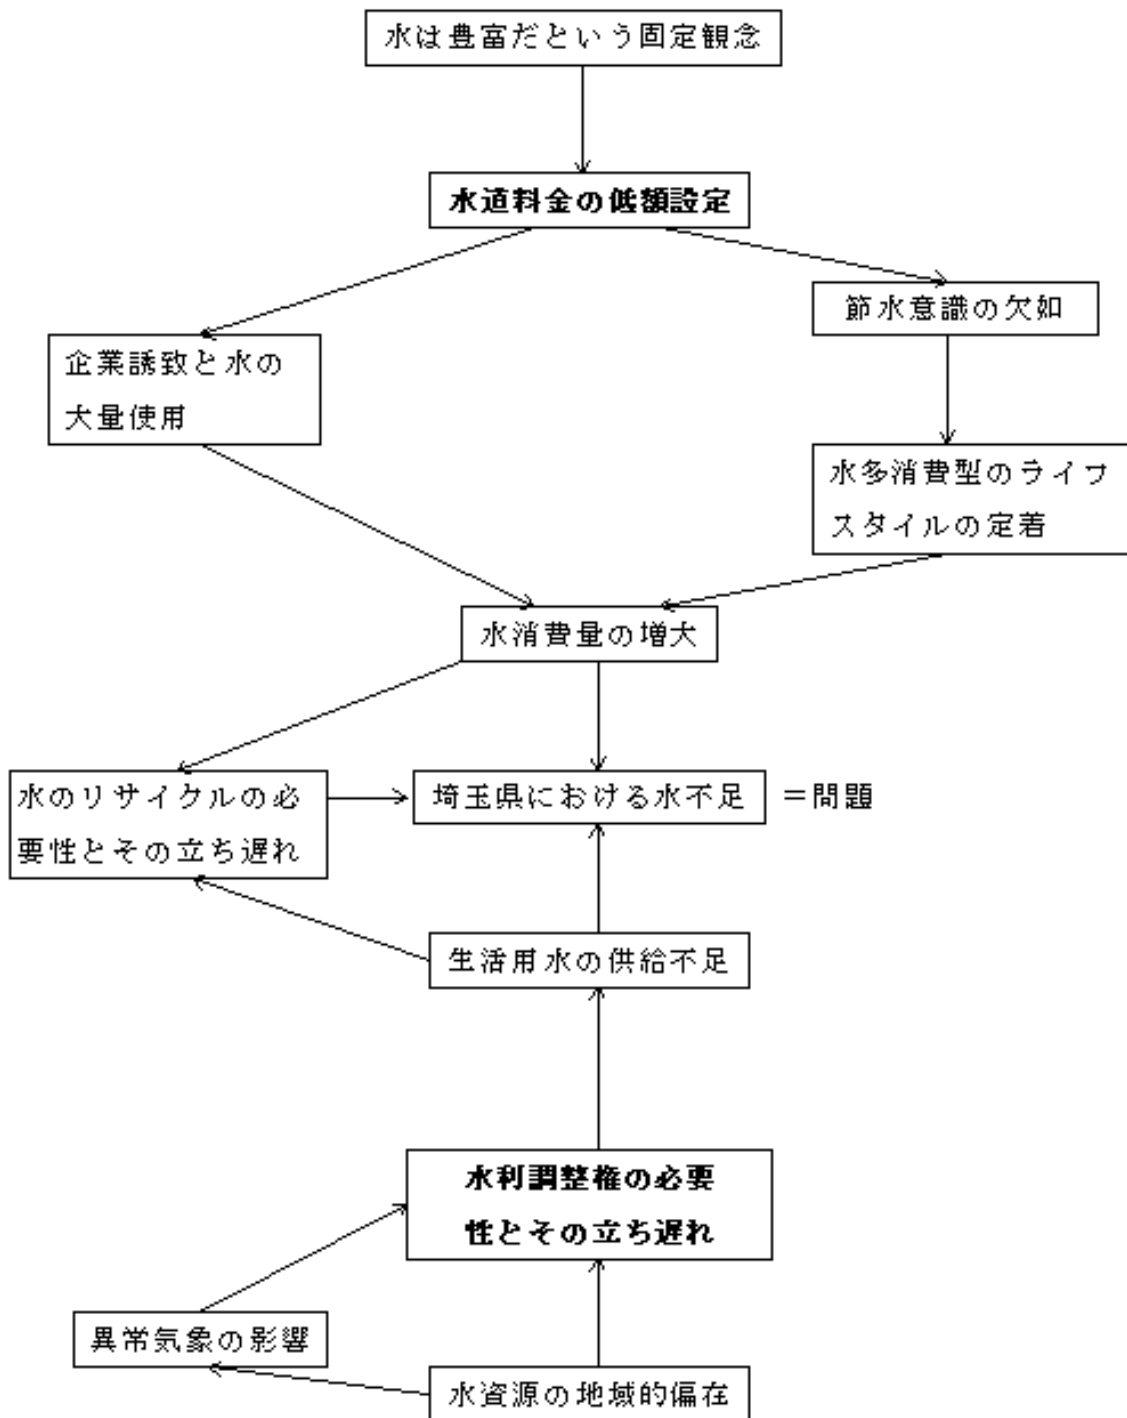 水は豊富だという固定観念
水道料金の低額設定
節水意識の欠如
企業誘致と水の
大量使用
水多消費型のライフ
スタイルの定着
水消費量の増大
水のリサイクルの必
要性とその立ち遅れ
埼玉県における水不足 ＝問題
生活用水の供給不足
水利調整権の必要
性とその立ち遅れ
異常気象の影響
水資源の地域的偏在